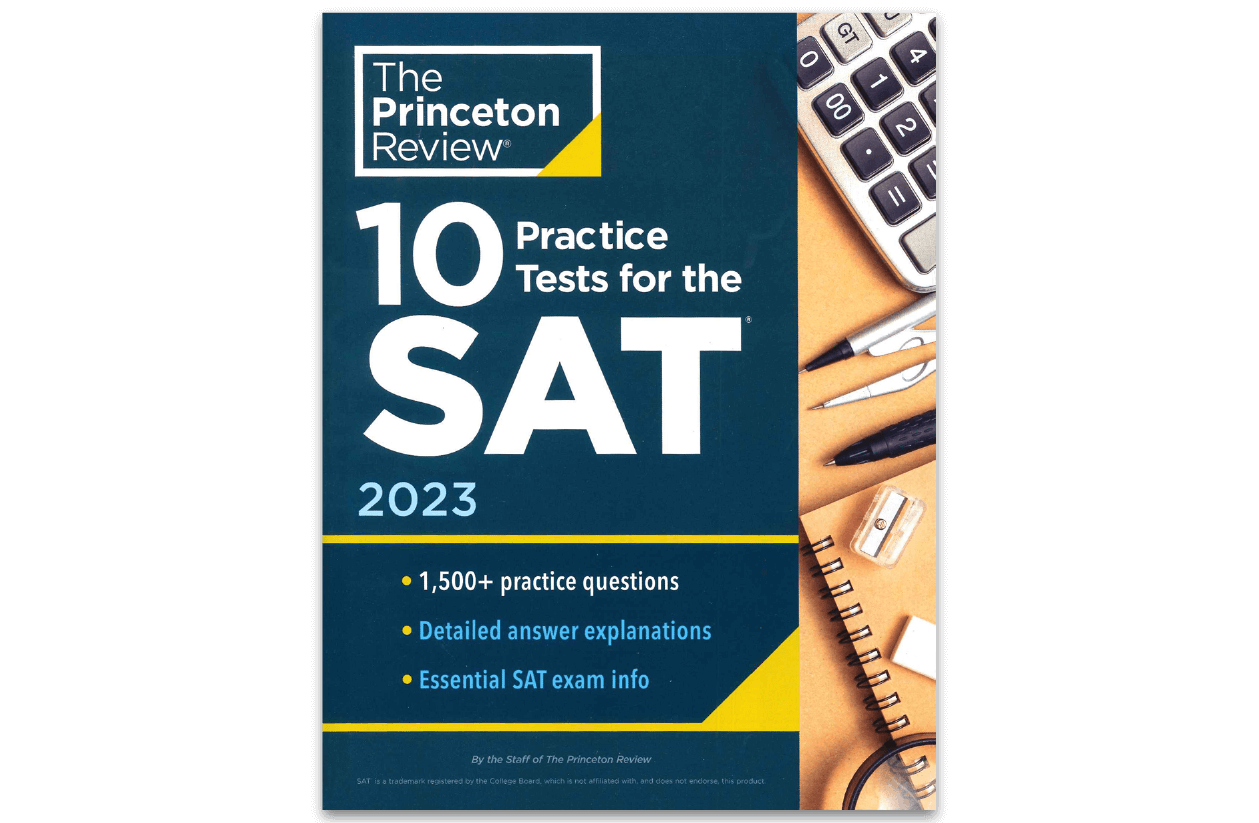 The
Princeton
Review®
10 Practice
Tests for the
SAT®
2023
• 1,500+ practice questions
• Detailed answer explanations
• Essential SAT exam info
By the Staff of The Princeton Review
SAT is a trademark registered by the College Board, which is not affiliated with, and does not endorse, this product.
GT
0
1
4
00
2
.
=